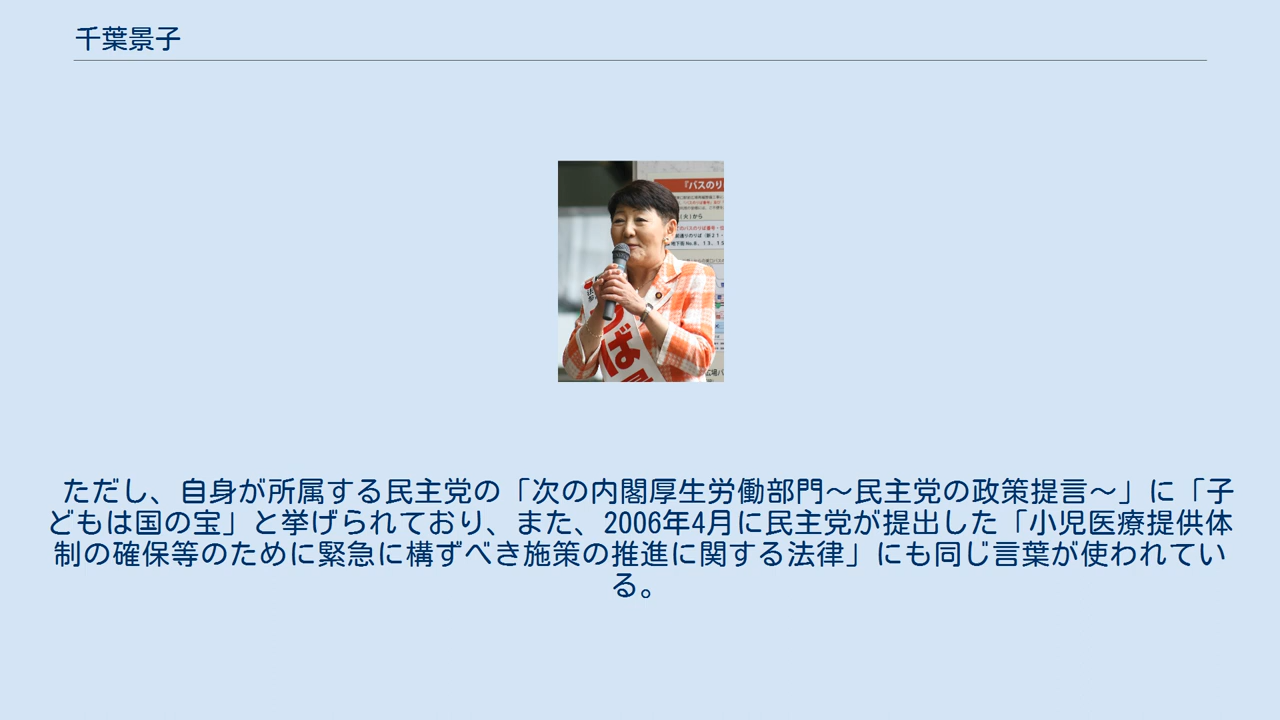 千葉景子
『バスのり
ば
ただし、自身が所属する民主党の「次の内閣厚生労働部門～民主党の政策提言～」に「子
どもは国の宝」と挙げられており、また、2006年4月に民主党が提出した「小児医療提供体
制の確保等のために緊急に構ずべき施策の推進に関する法律」にも同じ言葉が使われてい
る。